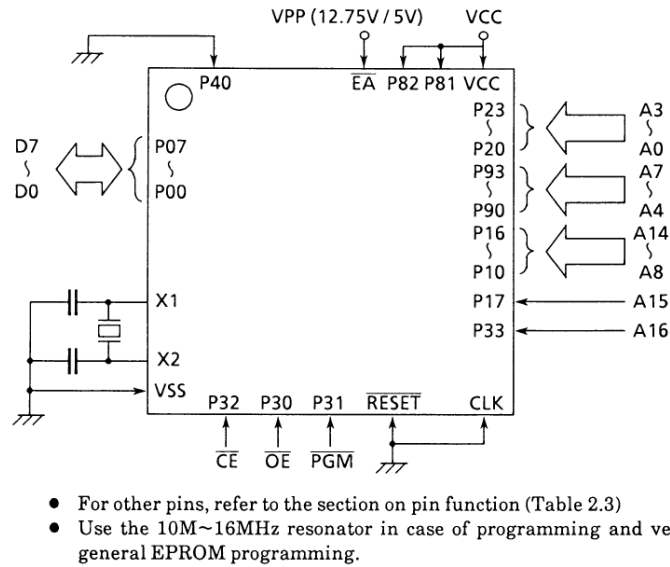 VPP (12.75V / 5V) VCC
P40 EA P82 P81 VCC
P23 A3
P20 A0
D7 P07
D0 P00
P93 A7
P90 A4
P16 A14
P10 A8
X1 P17 A15
P33 A16
X2
VSS
P32 P30 P31 RESET CLK
CE OE PGM
● For other pins, refer to the section on pin function (Table 2.3)
● Use the 10M~16MHz resonator in case of programming and ve
general EPROM programming.